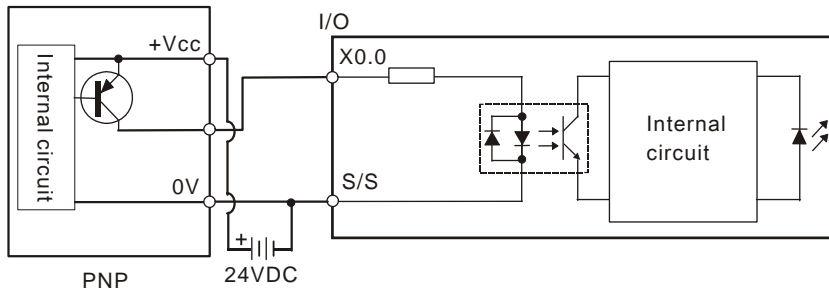 I/O
+Vcc
X0.0
Internal circuit
Internal
circuit
0V
S/S
+
24VDC
PNP